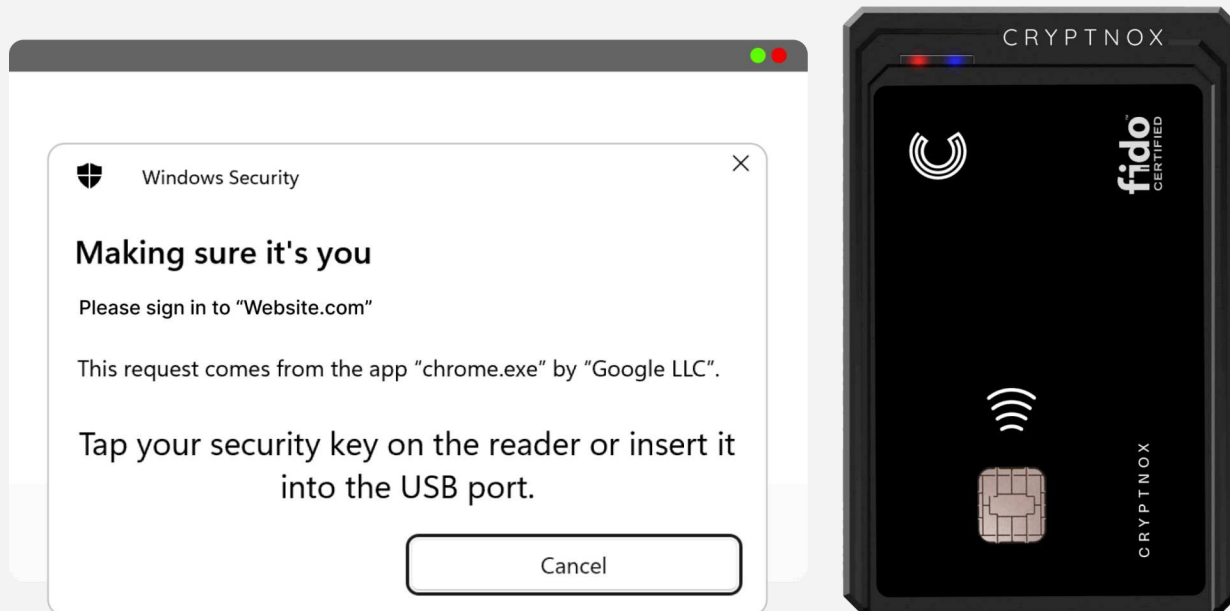 Windows Security
Making sure it's you
Please sign in to “Website.com”
This request comes from the app “chrome.exe” by “Google LLC”.
Tap your security key on the reader or insert it
into the USB port.
Cancel
CRYPTNOX
fido™
CERTIFIED
CRYPTNOX